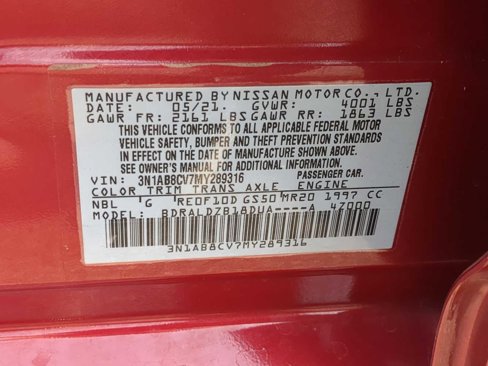 MANUFACTURED BY NISSAN MOTOR CO., LTD.
DATE: 05/21. GVWR: 4001 LBS
GAWR FR: 2161 LBS GAWR RR: 1863 LBS
THIS VEHICLE CONFORMS TO ALL APPLICABLE FEDERAL MOTOR
VEHICLE SAFETY, BUMPER AND THEFT PREVENTION STANDARDS
IN EFFECT ON THE DATE OF MANUFACTURE SHOWN ABOVE.
SEE OWNER'S MANUAL FOR ADDITIONAL INFORMATION.
VIN: 3N1AB8CV7MY289316 PASSENGER CAR.
COLOR TRIM TRANS AXLE ENGINE
NBL G RE0F10D GS50 MR20 1997 CC
MODEL: BDRALDZB18DUA----A 47000
3N1AB8CV7MY289316